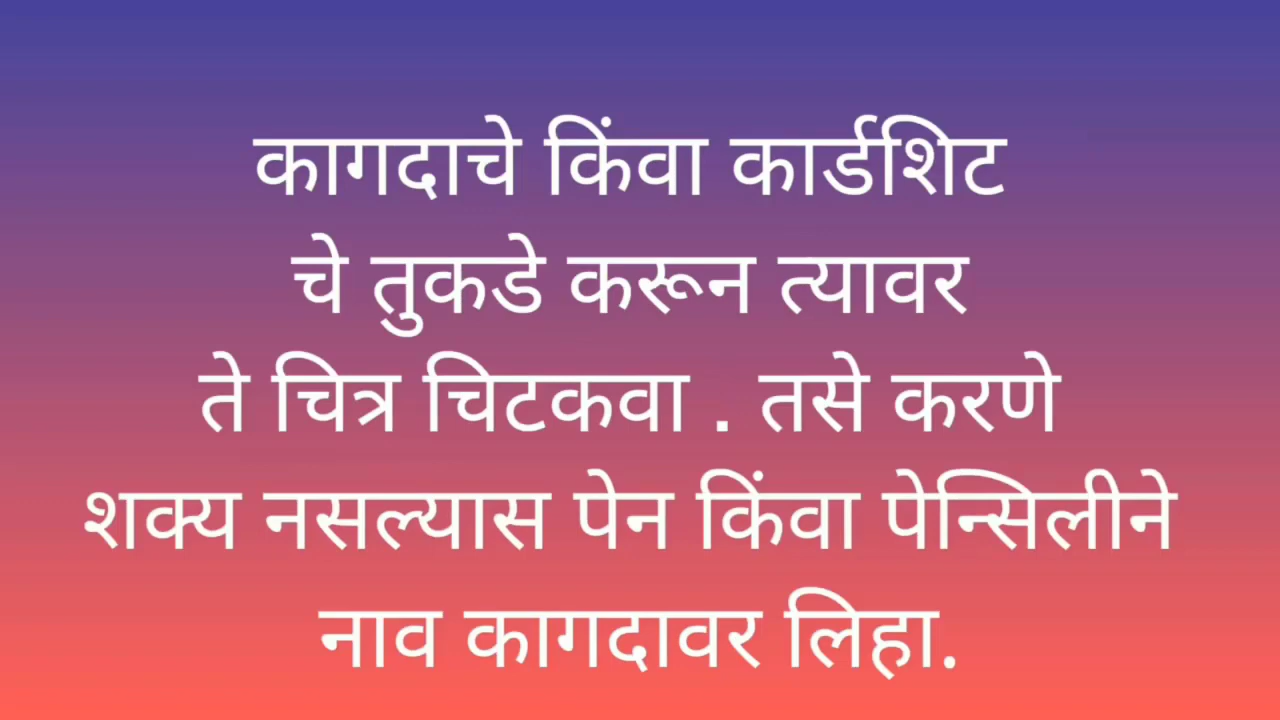 कागदाचे किंवा कार्डशिट
चे तुकडे करून त्यावर
ते चित्र चिटकवा . तसे करणे
शक्य नसल्यास पेन किंवा पेन्सिलीने
नाव कागदावर लिहा.